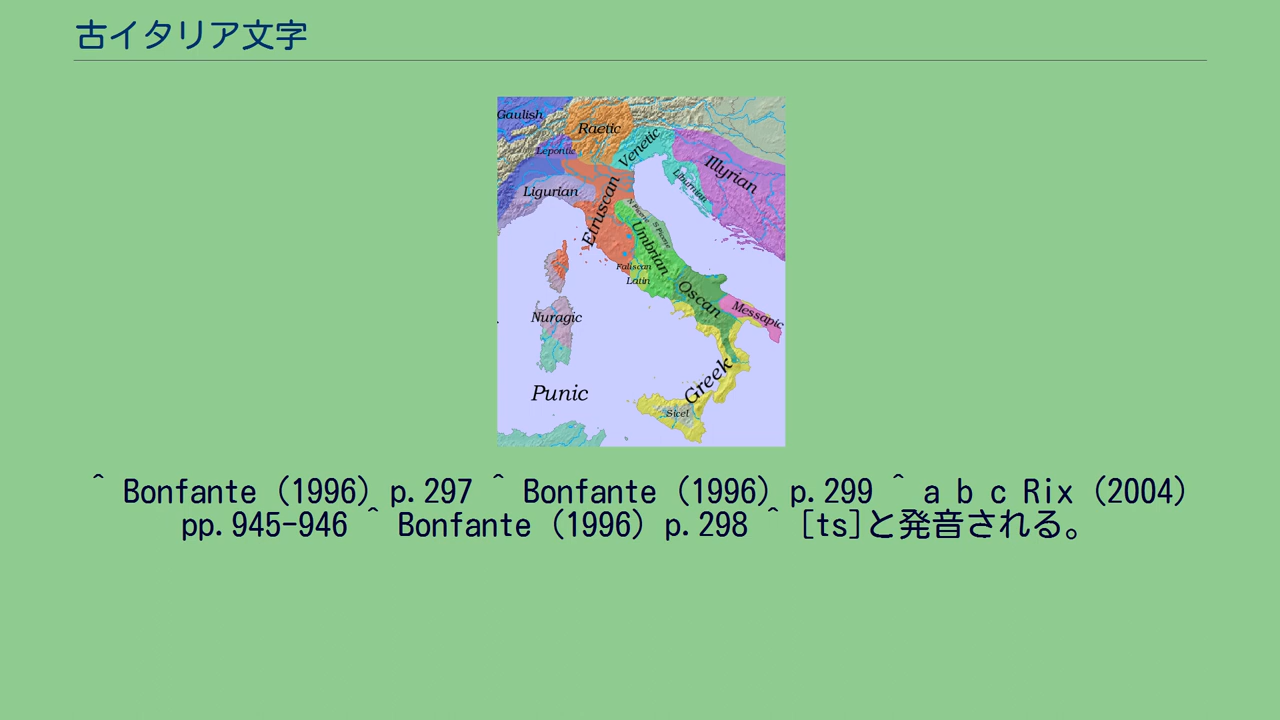 古イタリア文字
Gaulish
Raetic
Lepontic
Venetic
Illyrian
Liburnian
Ligurian
Etruscan
N Picene
S Picene
Umbrian
Faliscan
Latin
Oscan
Messapic
Nuragic
Greek
Punic
Sicel
^ Bonfante (1996) p.297 ^ Bonfante (1996) p.299 ^ a b c Rix (2004)
pp.945-946 ^ Bonfante (1996) p.298 ^ [ts]と発音される。